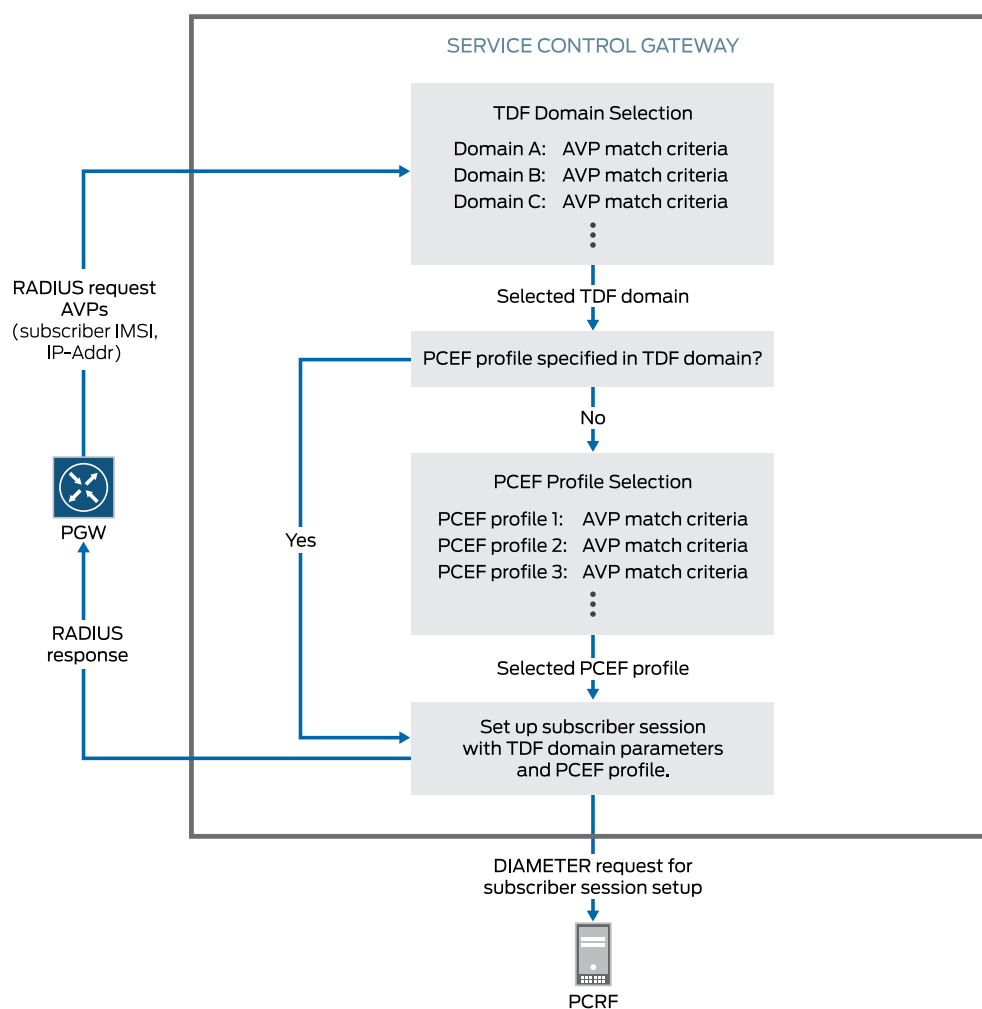 SERVICE CONTROL GATEWAY
TDF Domain Selection
Domain A: AVP match criteria
Domain B: AVP match criteria
Domain C: AVP match criteria
Selected TDF domain
RADIUS request
AVPs
(subscriber IMSI,
IP-Addr)
PCEF profile specified in TDF domain?
No
PCEF Profile Selection
PCEF profile 1: AVP match criteria
PCEF profile 2: AVP match criteria
PCEF profile 3: AVP match criteria
PGW
Yes
RADIUS
response
Selected PCEF profile
Set up subscriber session
with TDF domain parameters
and PCEF profile.
DIAMETER request for
subscriber session setup
PCRF